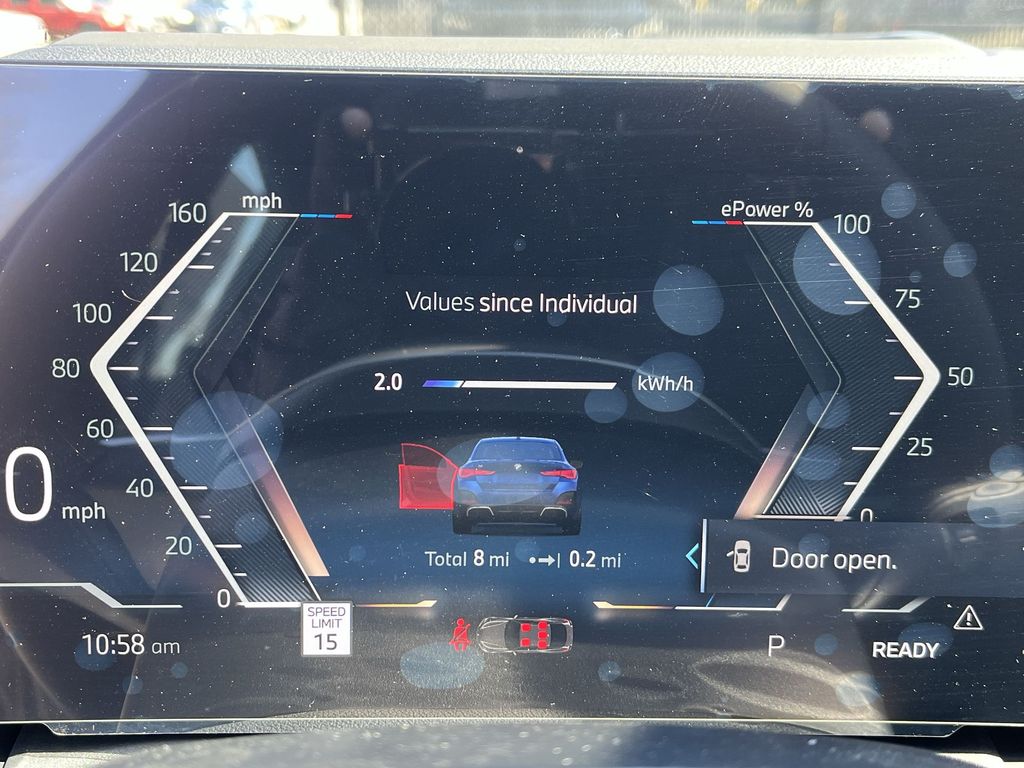 mph
160
120
100
80
60
40
20
0
0
mph
ePower %
100
75
50
25
0
Values since Individual
2.0 kWh/h
Total 8 mi 0.2 mi
Door open.
SPEED
LIMIT
15
10:58 am
P
READY